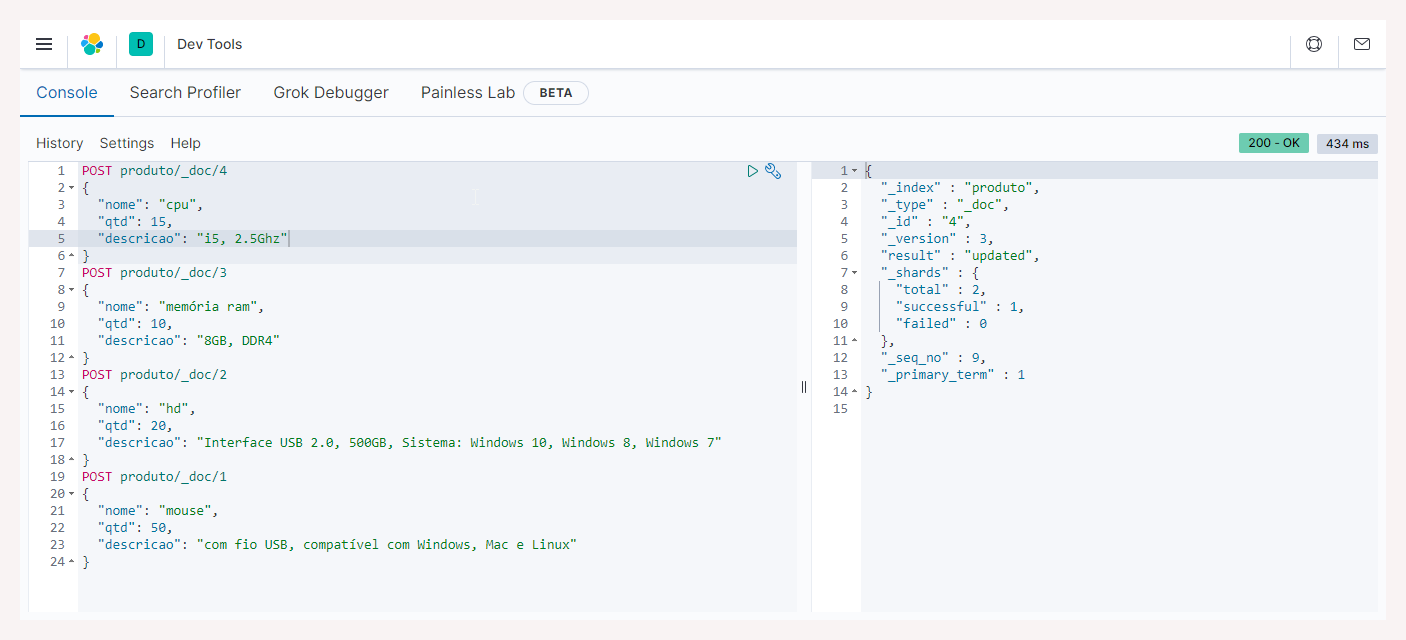 D Dev Tools
Console Search Profiler Grok Debugger Painless Lab BETA
History Settings Help
200 - OK 434 ms
1 POST produto/_doc/4
2 {
3 "nome": "cpu",
4 "qtd": 15,
5 "descricao": "i5, 2.5Ghz"
6 }
7 POST produto/_doc/3
8 {
9 "nome": "memória ram",
10 "qtd": 10,
11 "descricao": "8GB, DDR4"
12 }
13 POST produto/_doc/2
14 {
15 "nome": "hd",
16 "qtd": 20,
17 "descricao": "Interface USB 2.0, 500GB, Sistema: Windows 10, Windows 8, Windows 7"
18 }
19 POST produto/_doc/1
20 {
21 "nome": "mouse",
22 "qtd": 50,
23 "descricao": "com fio USB, compatível com Windows, Mac e Linux"
24 }
1 {
2 "_index" : "produto",
3 "_type" : "_doc",
4 "_id" : "4",
5 "_version" : 3,
6 "result" : "updated",
7 "_shards" : {
8 "total" : 2,
9 "successful" : 1,
10 "failed" : 0
11 },
12 "_seq_no" : 9,
13 "_primary_term" : 1
14 }
15